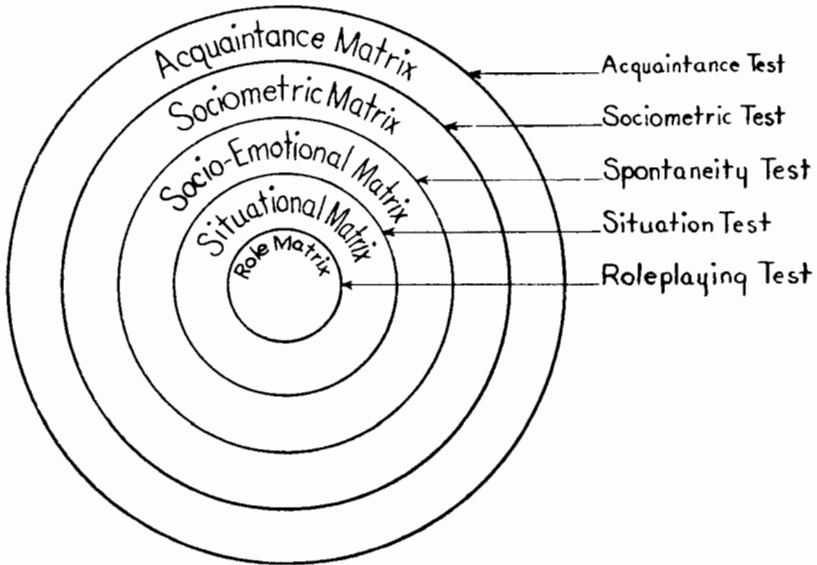 Acquaintance Matrix
Acquaintance Test
Sociometric Matrix
Sociometric Test
Socio-Emotional Matrix
Spontaneity Test
Situational Matrix
Situation Test
Role Matrix
Roleplaying Test